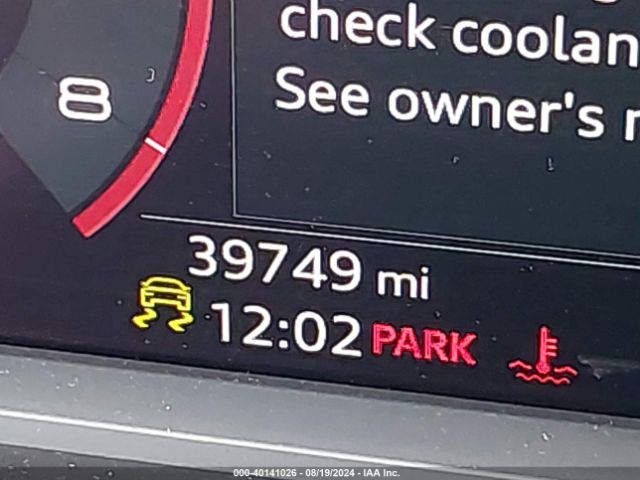 check coolan
See owner's
8
39749 mi
12:02 PARK
000-40141026 - 08/19/2024 - IAA Inc.